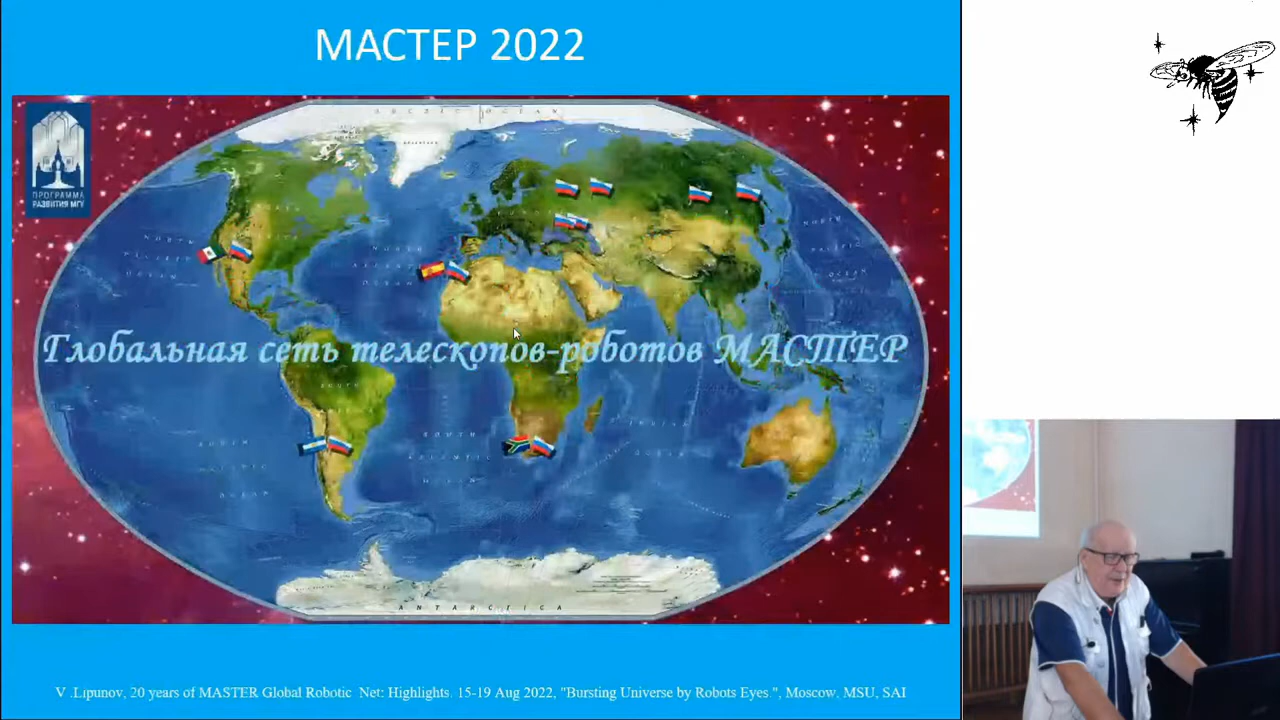 МАСТЕР 2022
ПРОГРАММА
РАЗВИТИЯ МГУ
Глобальная сеть телескопов-роботов МАСТЕР
ANTARCTICA
V .Lipunov, 20 years of MASTER Global Robotic Net: Highlights. 15-19 Aug 2022, "Bursting Universe by Robots Eyes.", Moscow, MSU, SAI